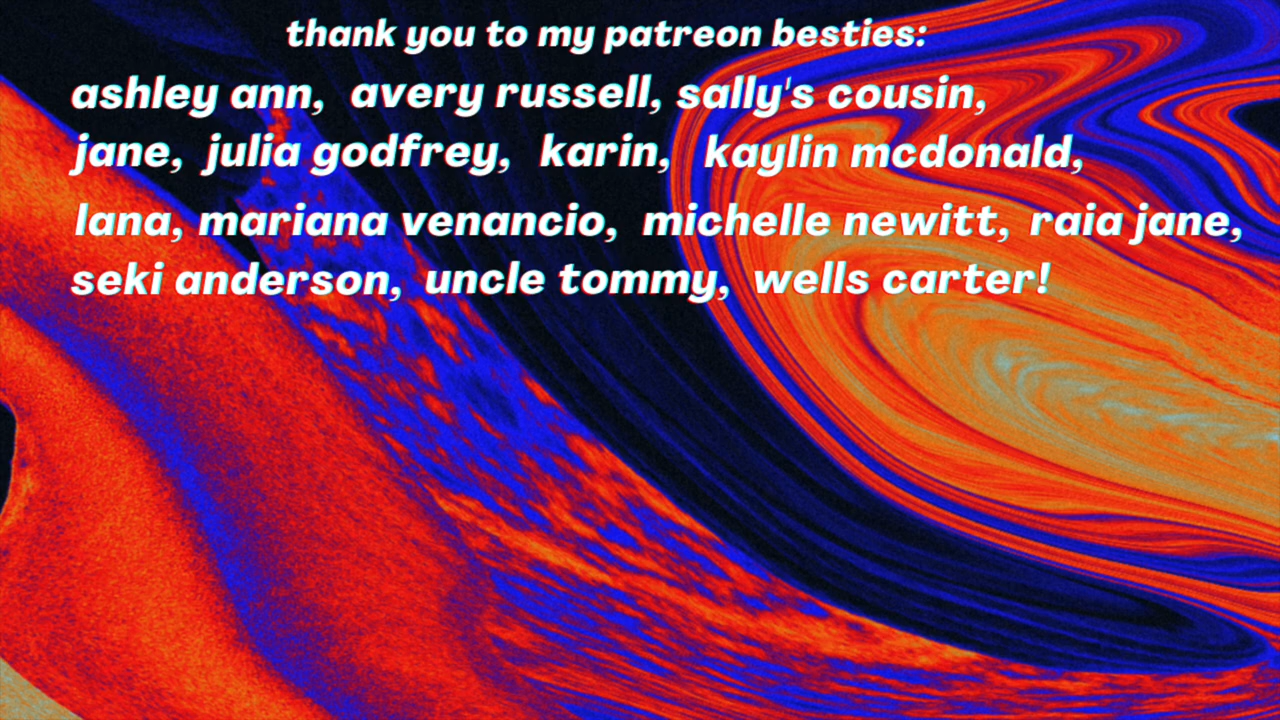 thank you to my patreon besties:
ashley ann, avery russell, sally's cousin,
jane, julia godfrey, karin, kaylin mcdonald,
lana, mariana venancio, michelle newitt, raia jane,
seki anderson, uncle tommy, wells carter!